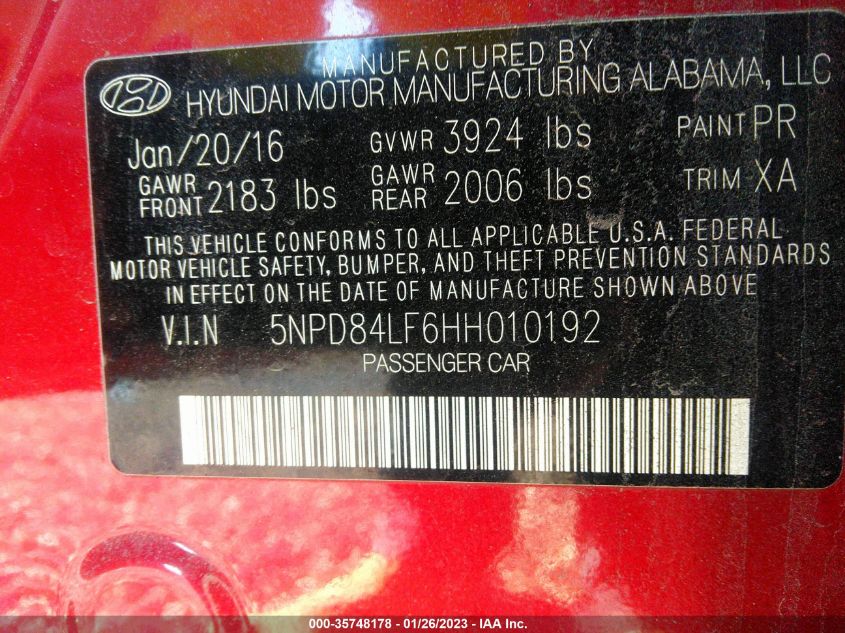 MANUFACTURED BY
HYUNDAI MOTOR MANUFACTURING ALABAMA, LLC
Jan/20/16 GVWR 3924 lbs PAINT PR
GAWR FRONT 2183 lbs GAWR REAR 2006 lbs TRIM XA
THIS VEHICLE CONFORMS TO ALL APPLICABLE U.S.A. FEDERAL
MOTOR VEHICLE SAFETY, BUMPER, AND THEFT PREVENTION STANDARDS
IN EFFECT ON THE DATE OF MANUFACTURE SHOWN ABOVE
V.I.N 5NPD84LF6HH010192
PASSENGER CAR
000-35748178 - 01/26/2023 - IAA Inc.